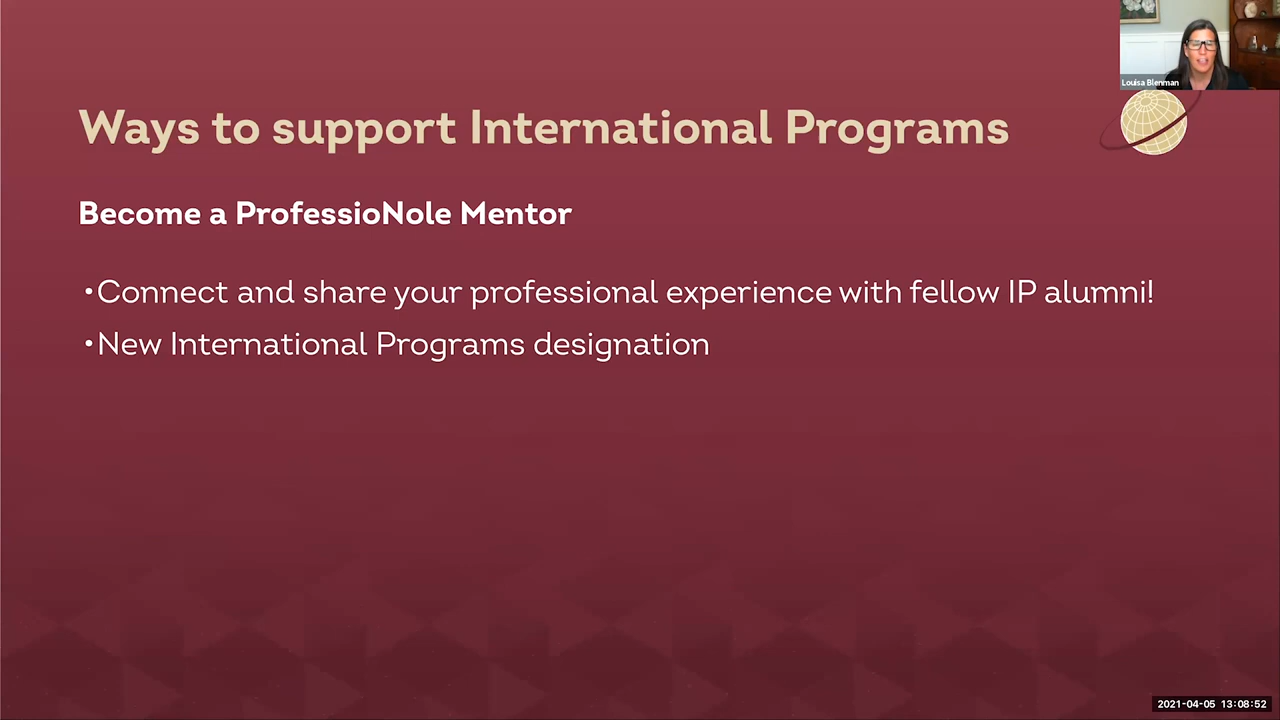 Louisa Blenman
Ways to support International Programs
Become a ProfessioNole Mentor
•Connect and share your professional experience with fellow IP alumni!
•New International Programs designation
2021-04-05 13:08:52